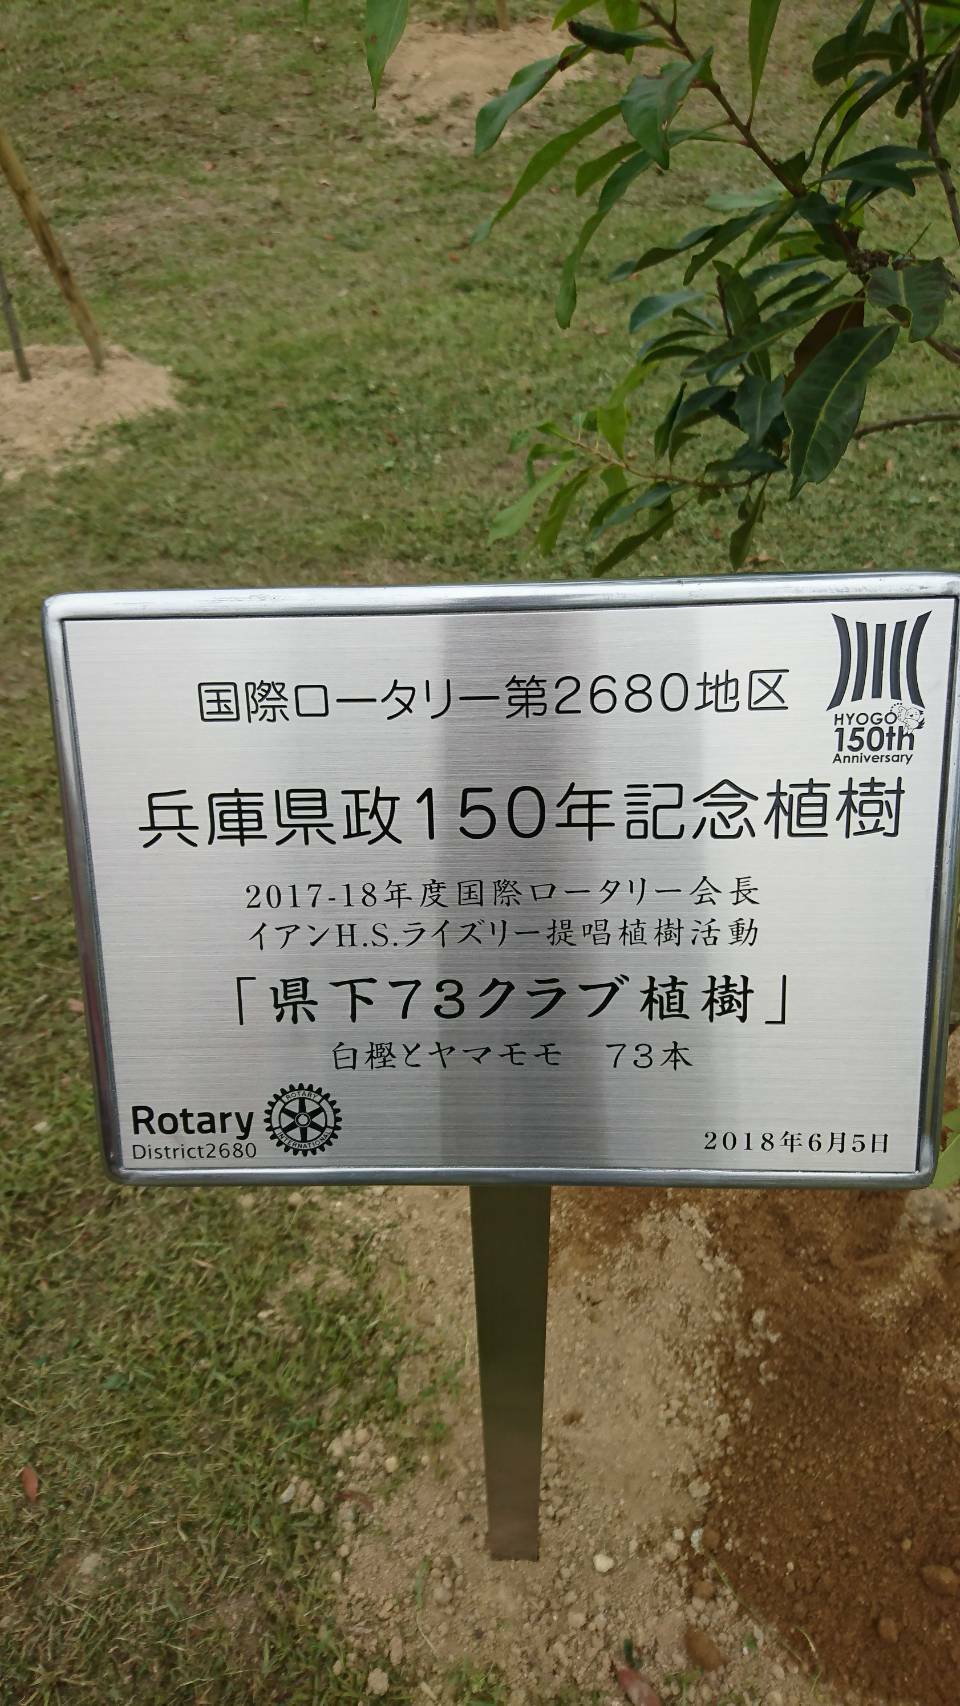 国際ロータリー第2680地区
HYOGO
150th
Anniversary
兵庫県政150年記念植樹
2017-18年度国際ロータリー会長
イアンH.S.ライズリー提唱植樹活動
「県下73クラブ植樹」
白樫とヤマモモ 73本
Rotary
District2680
ROTARY
INTERNATIONAL
2018年6月5日